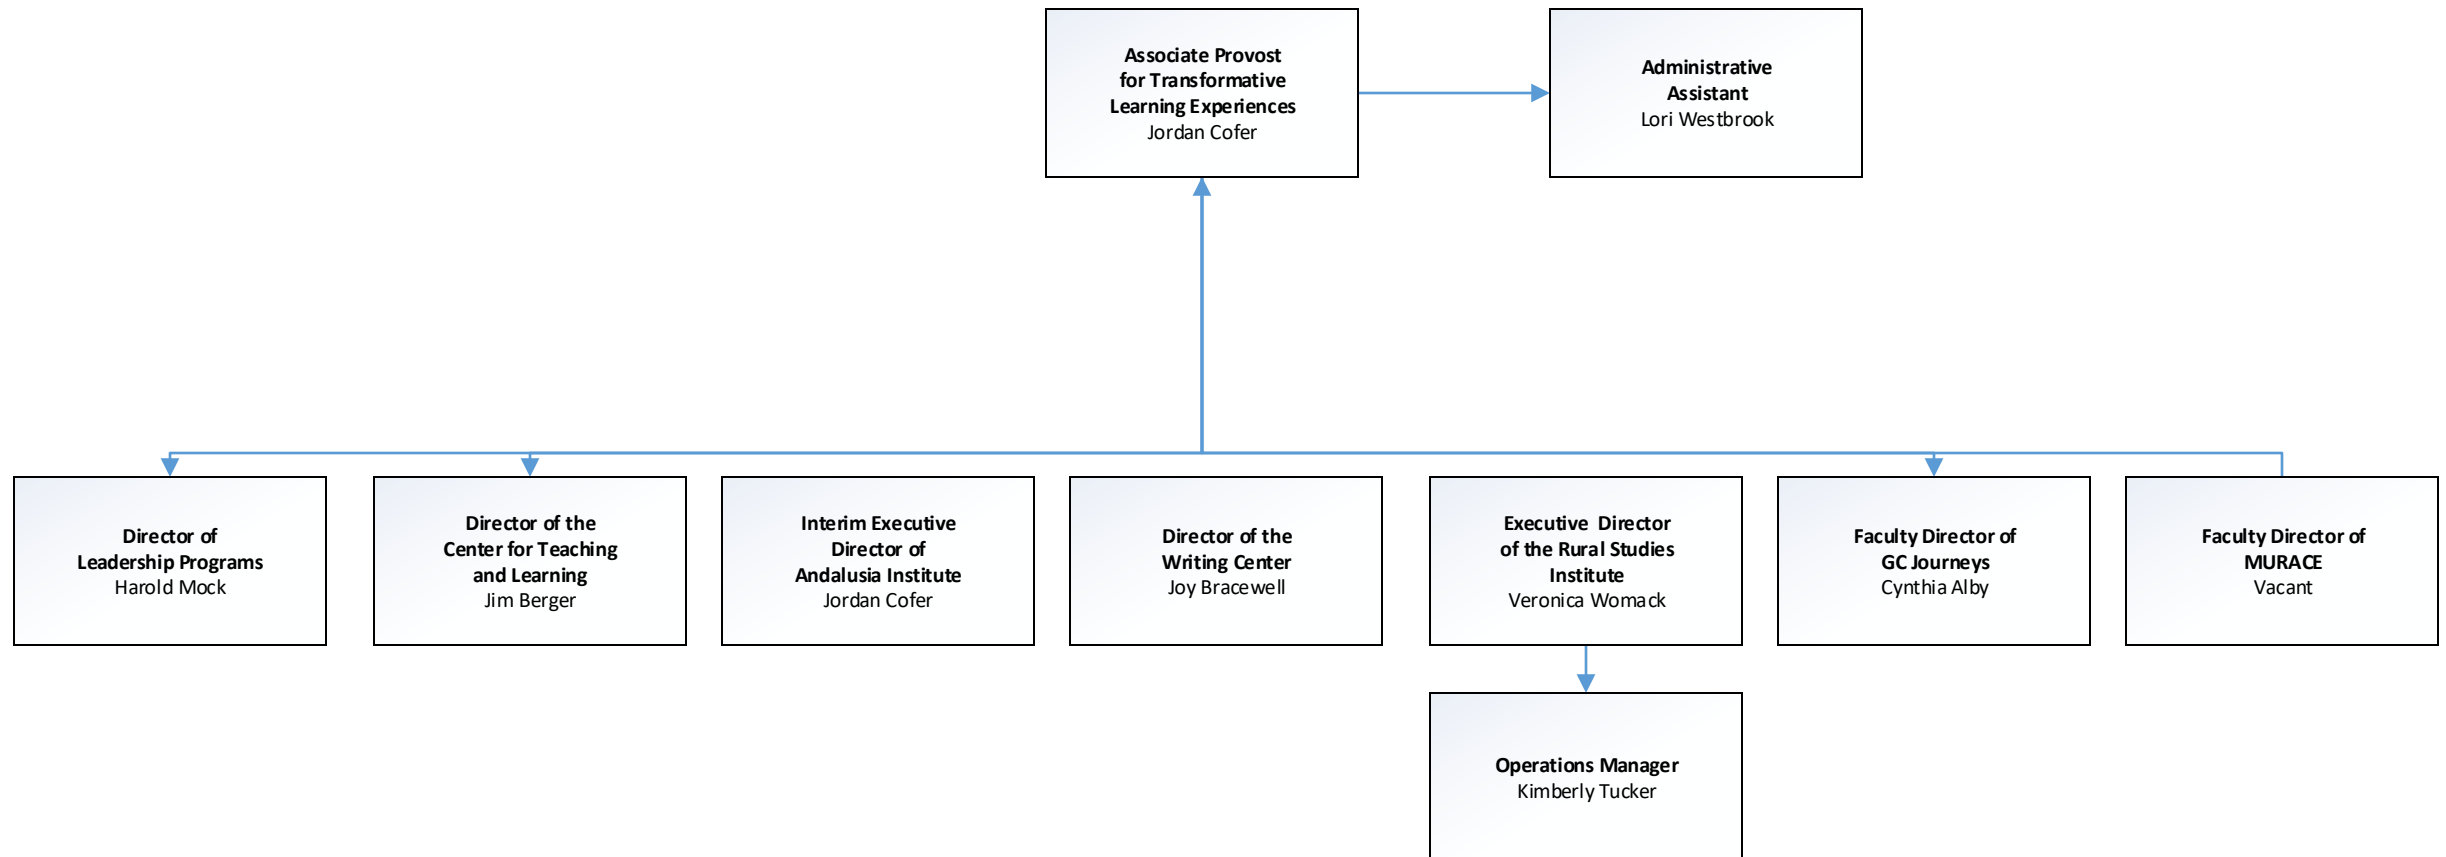 Associate Provost
for Transformative
Learning Experiences
Jordan Cofer
Administrative
Assistant
Lori Westbrook
Director of
Leadership Programs
Harold Mock
Director of the
Center for Teaching
and Learning
Jim Berger
Interim Executive
Director of
Andalusia Institute
Jordan Cofer
Director of the
Writing Center
Joy Bracewell
Executive  Director
of the Rural Studies
Institute
Veronica Womack
Faculty Director of
GC Journeys
Cynthia Alby
Faculty Director of
MURACE
Vacant
Operations Manager
Kimberly Tucker